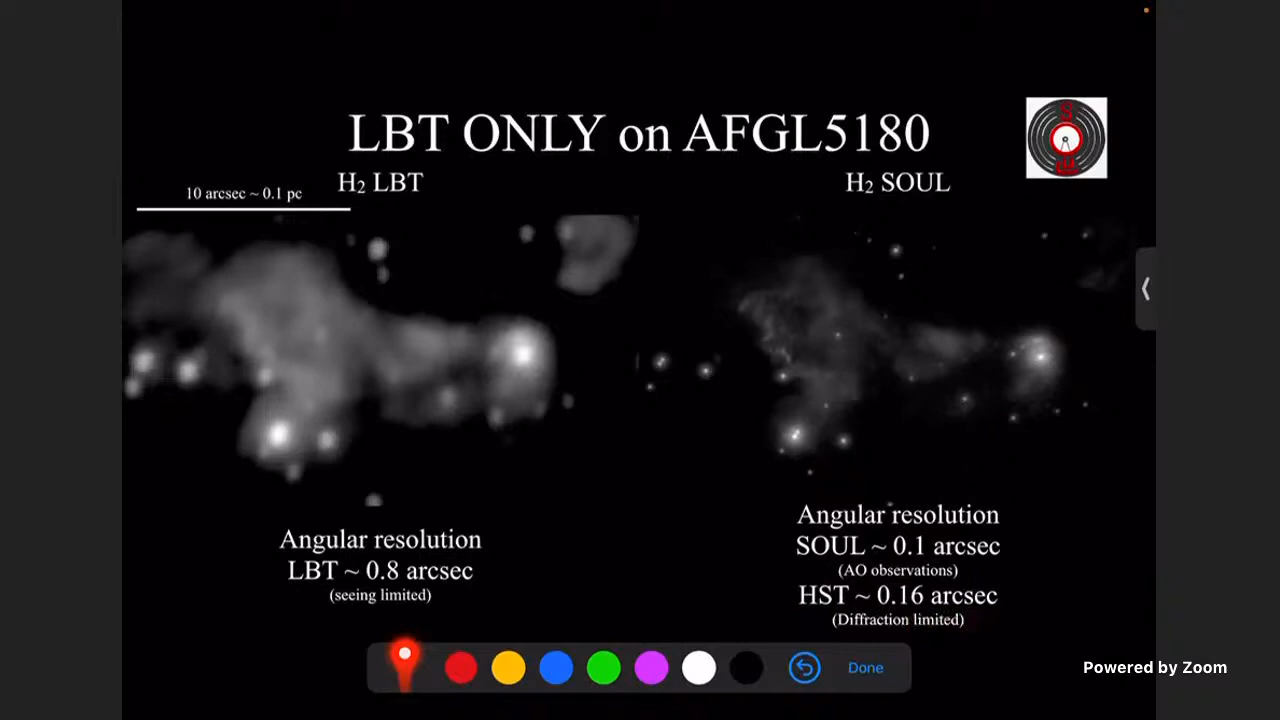 LBT ONLY on AFGL5180
10 arcsec ~ 0.1 pc
H₂ LBT
H₂ SOUL
Angular resolution
LBT ~ 0.8 arcsec
(seeing limited)
Angular resolution
SOUL ~ 0.1 arcsec
(AO observations)
HST ~ 0.16 arcsec
(Diffraction limited)
Done
Powered by Zoom